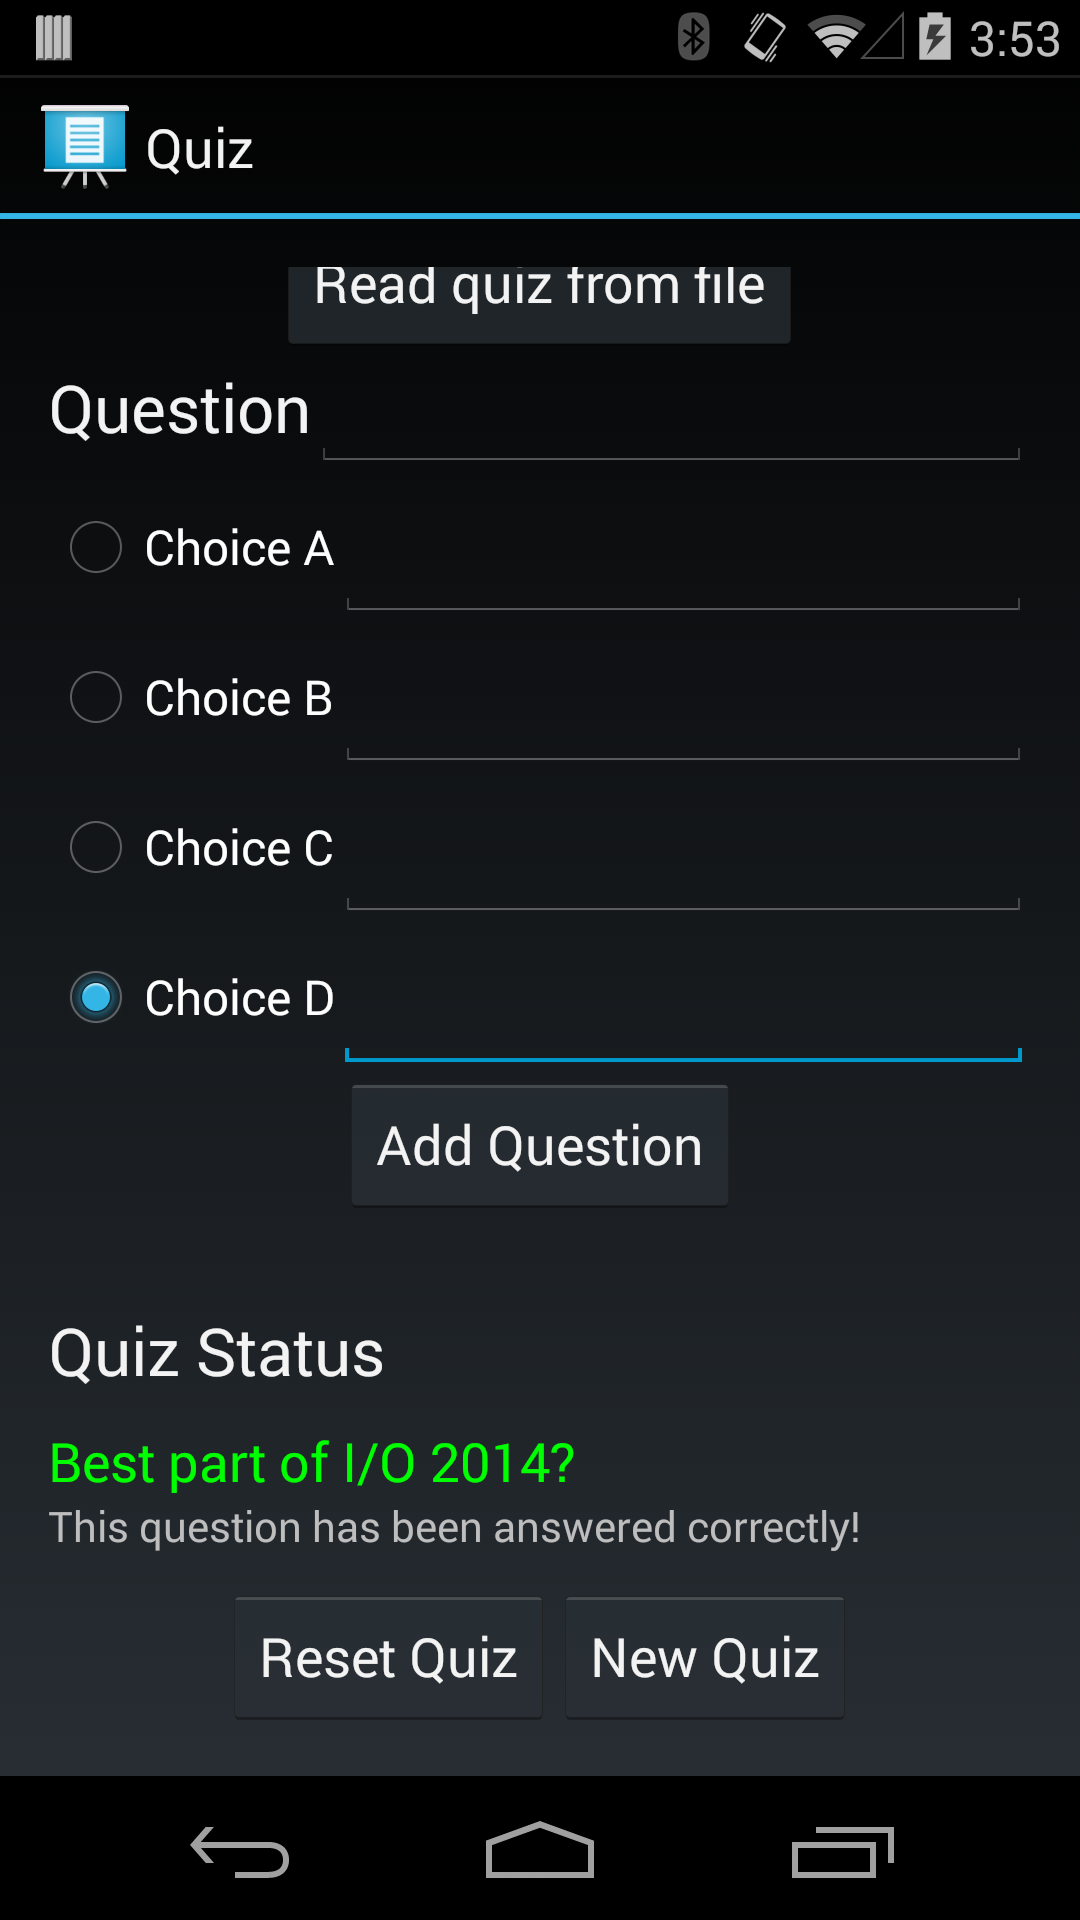 3:53
Quiz
Read quiz from file
Question
Choice A
Choice B
Choice C
Choice D
Add Question
Quiz Status
Best part of I/O 2014?
This question has been answered correctly!
Reset Quiz New Quiz